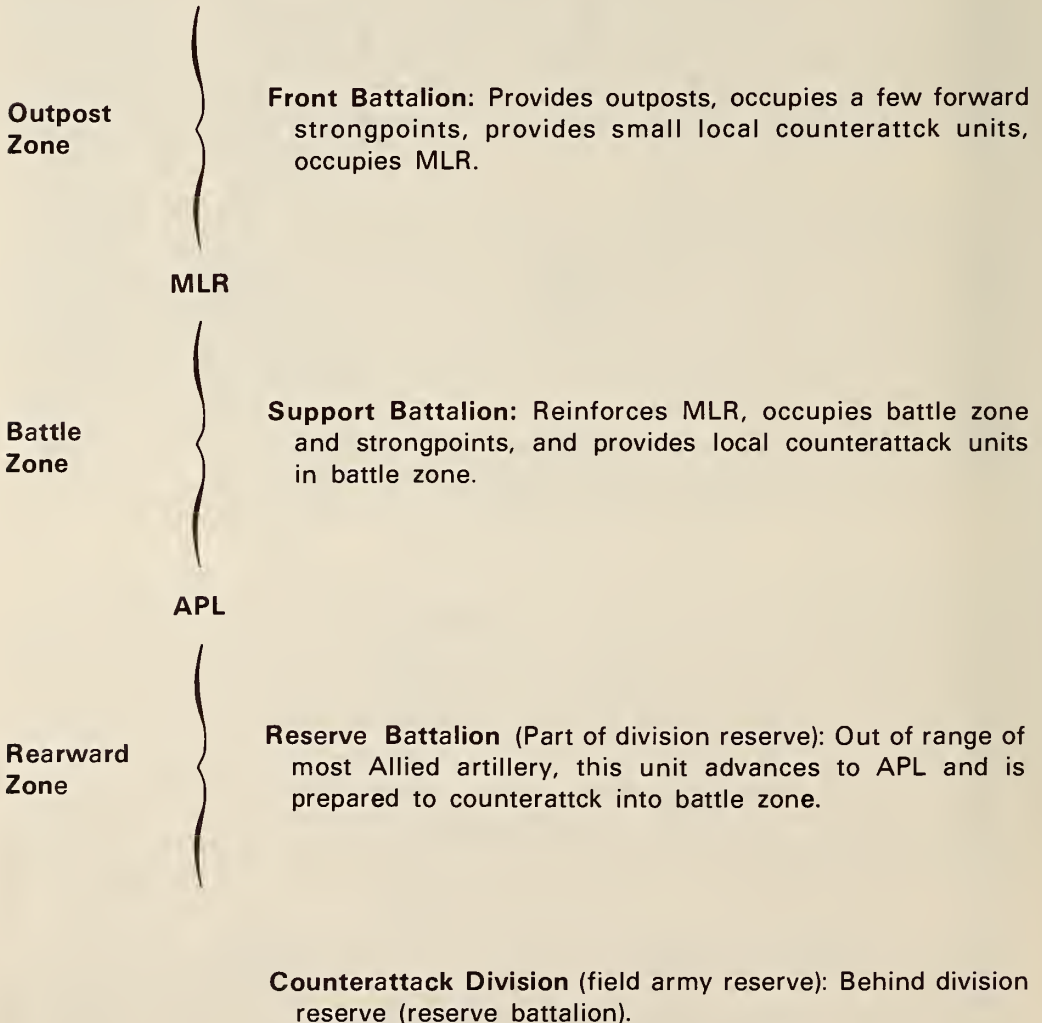 Outpost
Zone
Front Battalion: Provides outposts, occupies a few forward
strongpoints, provides small local counterattck units,
occupies MLR.
MLR
Battle
Zone
Support Battalion: Reinforces MLR, occupies battle zone
and strongpoints, and provides local counterattack units
in battle zone.
APL
Rearward
Zone
Reserve Battalion (Part of division reserve): Out of range of
most Allied artillery, this unit advances to APL and is
prepared to counterattck into battle zone.
Counterattack Division (field army reserve): Behind division
reserve (reserve battalion).